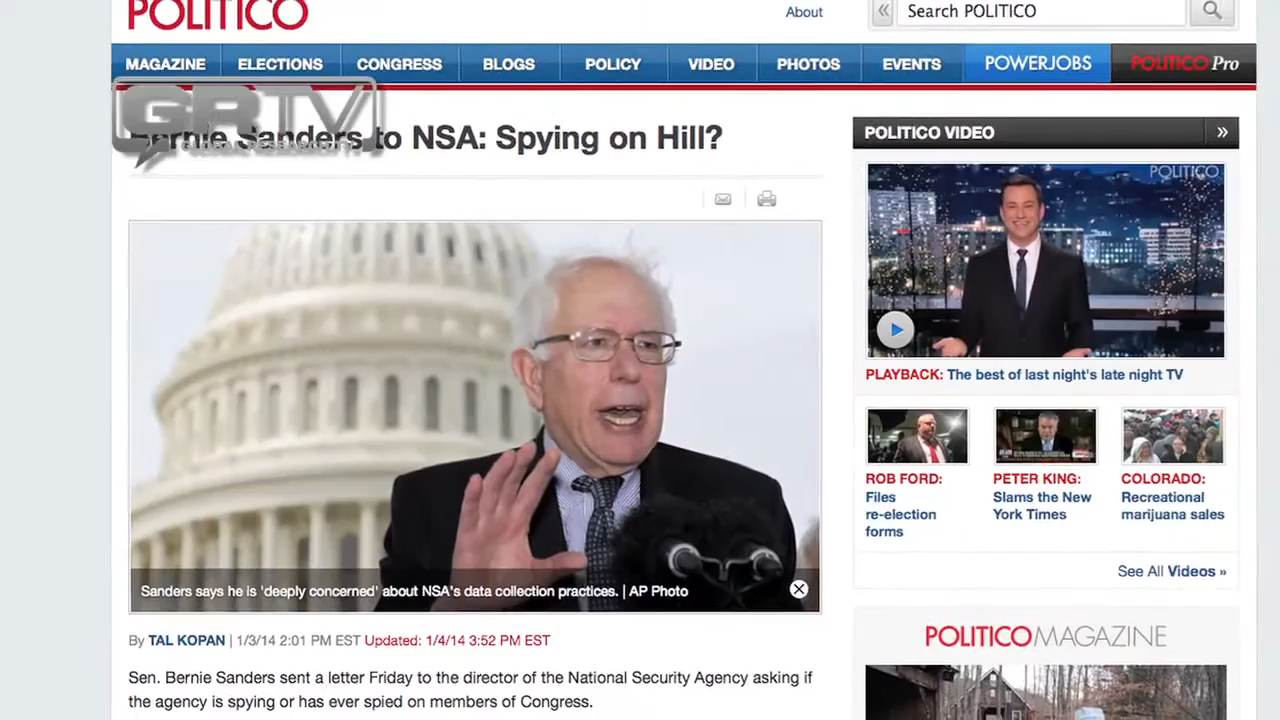 POLITICO
About
Search POLITICO
MAGAZINE ELECTIONS CONGRESS BLOGS POLICY VIDEO PHOTOS EVENTS POWERJOBS POLITICO Pro
GRTV
Bernie Sanders to NSA: Spying on Hill?
Sanders says he is 'deeply concerned' about NSA's data collection practices. | AP Photo
By TAL KOPAN | 1/3/14 2:01 PM EST Updated: 1/4/14 3:52 PM EST
Sen. Bernie Sanders sent a letter Friday to the director of the National Security Agency asking if
the agency is spying or has ever spied on members of Congress.
POLITICO VIDEO »
POLITICO
PLAYBACK: The best of last night's late night TV
ROB FORD:
Files
re-election
forms
PETER KING:
Slams the New
York Times
COLORADO:
Recreational
marijuana sales
See All Videos »
POLITICO MAGAZINE